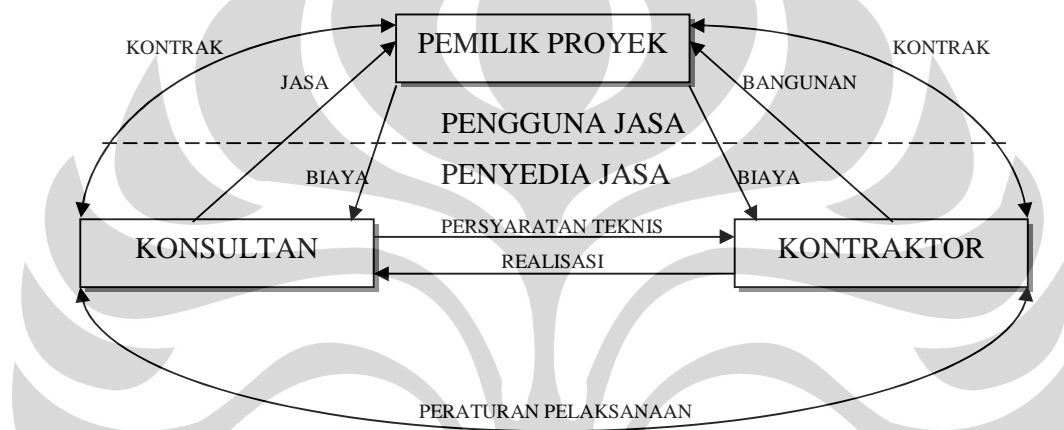 PEMILIK PROYEK
KONTRAK
KONTRAK
JASA
BANGUNAN
PENGGUNA JASA
BIAYA
PENYEDIA JASA
BIAYA
KONSULTAN
PERSYARATAN TEKNIS
KONTRAKTOR
REALISASI
PERATURAN PELAKSANAAN